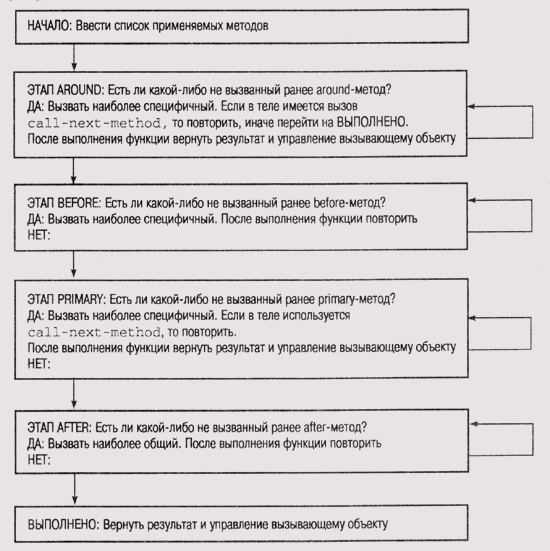 НАЧАЛО: Ввести список применяемых методов
ЭТАП AROUND: Есть ли какой-либо не вызванный ранее around-метод?
ДА: Вызвать наиболее специфичный. Если в теле имеется вызов
call-next-method, то повторить, иначе перейти на ВЫПОЛНЕНО.
После выполнения функции вернуть результат и управление вызывающему объекту
ЭТАП BEFORE: Есть ли какой-либо не вызванный ранее before-метод?
ДА: Вызвать наиболее специфичный. После выполнения функции повторить
НЕТ:
ЭТАП PRIMARY: Есть ли какой-либо не вызванный ранее primary-метод?
ДА: Вызвать наиболее специфичный. Если в теле используется
call-next-method, то повторить.
После выполнения функции вернуть результат и управление вызывающему объекту
НЕТ:
ЭТАП AFTER: Есть ли какой-либо не вызванный ранее after-метод?
ДА: Вызвать наиболее общий. После выполнения функции повторить
НЕТ:
ВЫПОЛНЕНО: Вернуть результат и управление вызывающему объекту